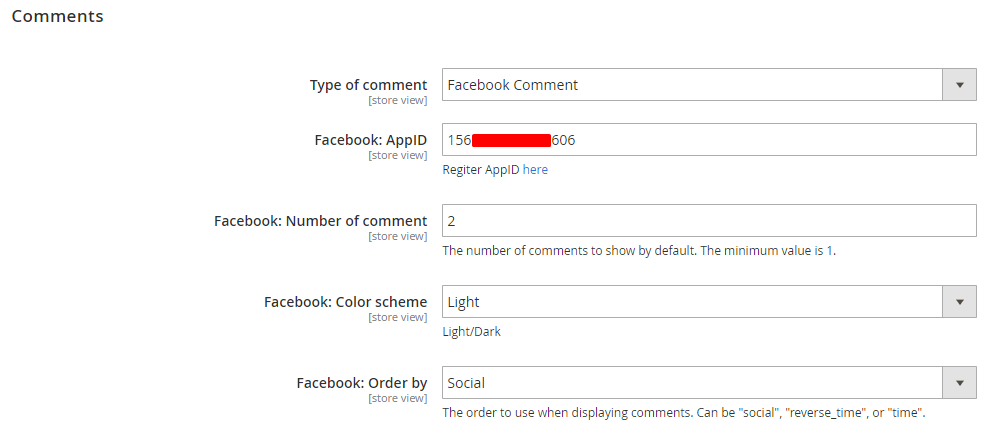 Comments
Type of comment
[store view]
Facebook Comment
Facebook: AppID
[store view]
156 606
Regiter AppID here
Facebook: Number of comment
[store view]
2
The number of comments to show by default. The minimum value is 1.
Facebook: Color scheme
[store view]
Light
Light/Dark
Facebook: Order by
[store view]
Social
The order to use when displaying comments. Can be "social", "reverse_time", or "time".